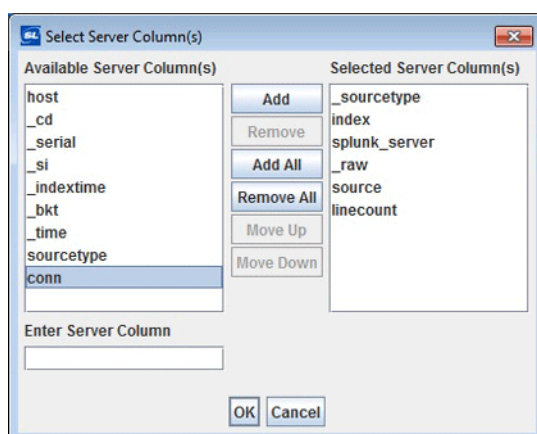 SL Select Server Column(s)
Available Server Column(s)
host
_cd
_serial
_si
_indextime
_bkt
_time
sourcetype
conn
Add
Remove
Add All
Remove All
Move Up
Move Down
Selected Server Column(s)
_sourcetype
index
splunk_server
_raw
source
linecount
Enter Server Column
OK
Cancel